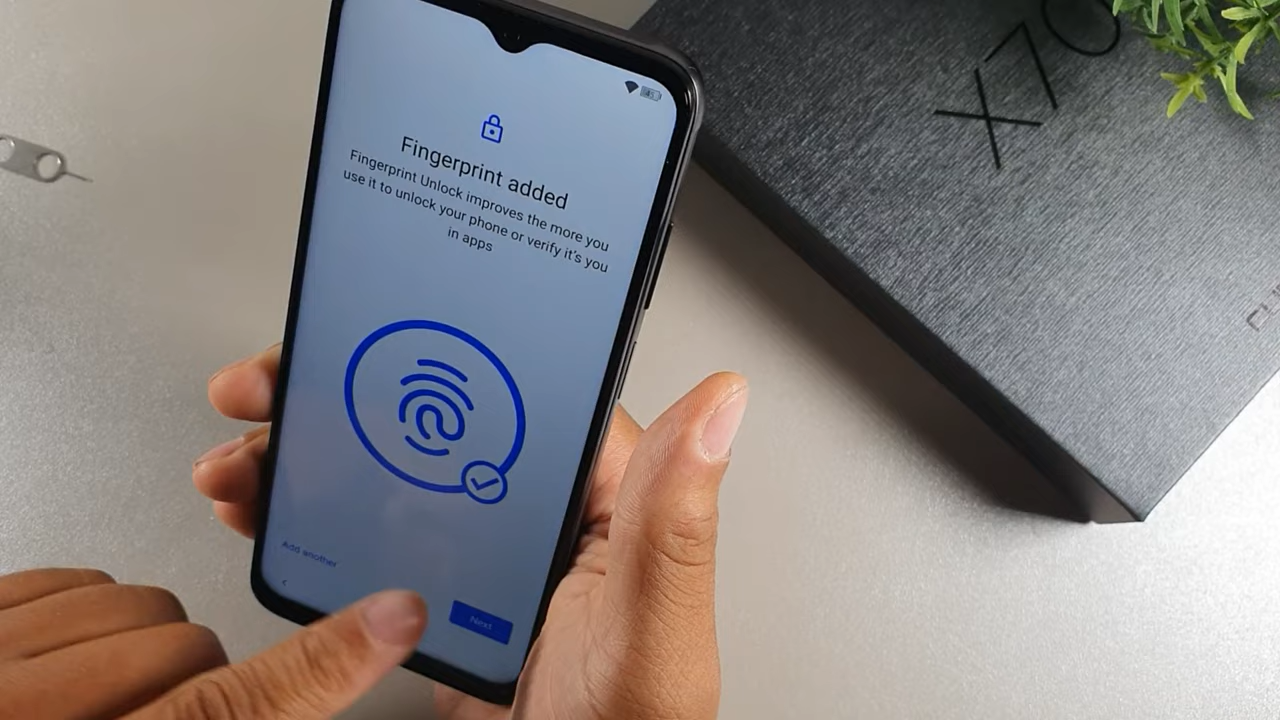 Fingerprint added
Fingerprint Unlock improves the more you
use it to unlock your phone or verify it's you
in apps
Add another
Next
X70